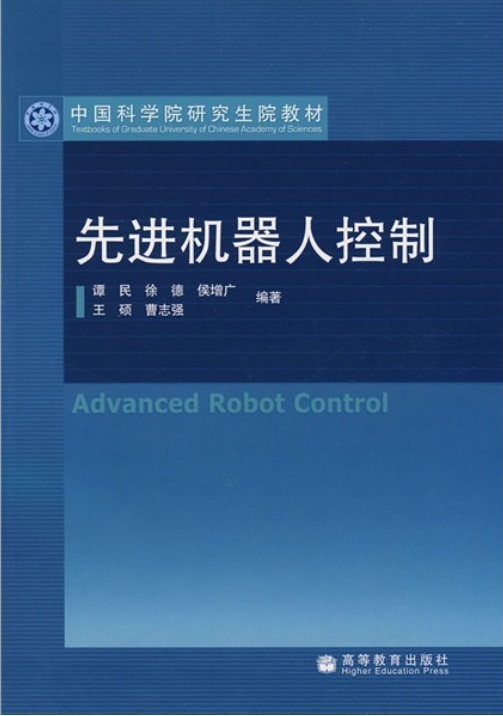 中国科学院研究生院教材
Textbooks of Graduate University of Chinese Academy of Sciences
先进机器人控制
谭 民 徐 德 侯增广 编著
王 硕 曹志强
Advanced Robot Control
高等教育出版社
Higher Education Press